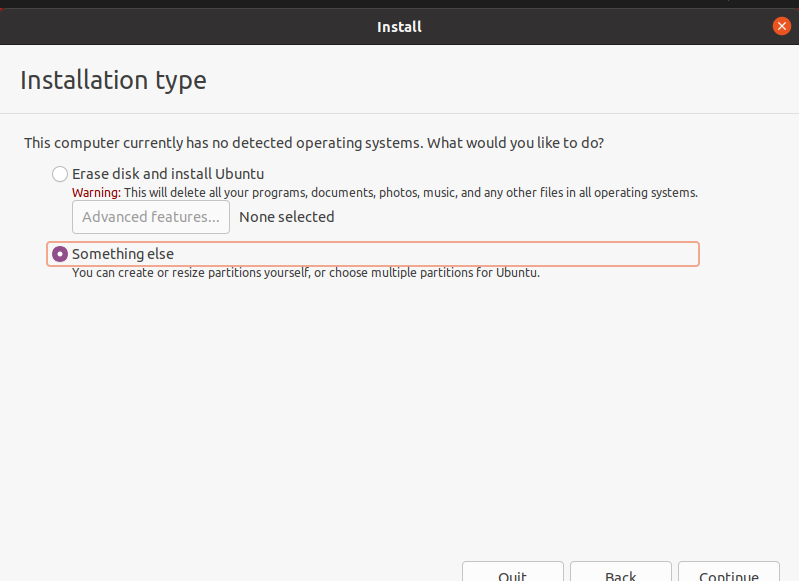 Install
Installation type
This computer currently has no detected operating systems. What would you like to do?
Erase disk and install Ubuntu
Warning: This will delete all your programs, documents, photos, music, and any other files in all operating systems.
Advanced features... None selected
Something else
You can create or resize partitions yourself, or choose multiple partitions for Ubuntu.
Quit Back Continue